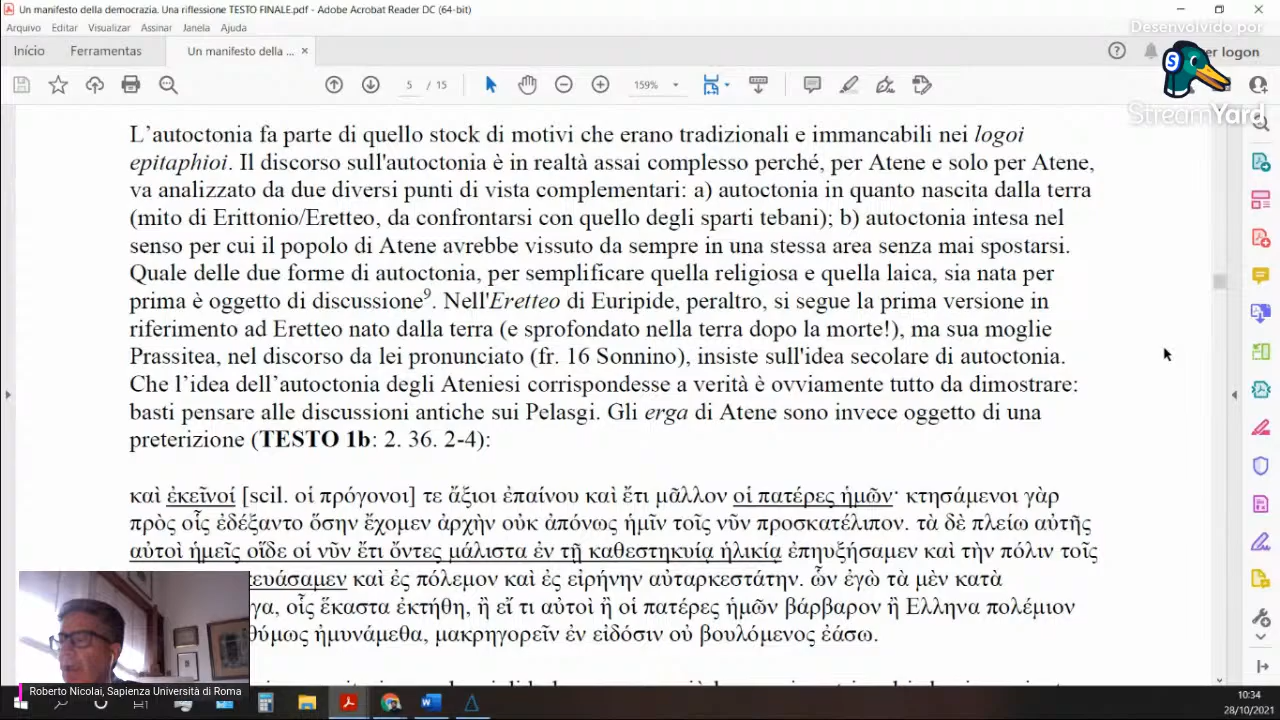 Un manifesto della democrazia. Una riflessione TESTO FINALE.pdf - Adobe Acrobat Reader DC (64-bit)
Desenvolvido por
Arquivo Editar Visualizar Assinar Janela Ajuda
Início Ferramentas Un manifesto della ... × er logon
StreamYard
5 / 15 159%
L’autoctonia fa parte di quello stock di motivi che erano tradizionali e immancabili nei logoi
epitaphioi. Il discorso sull'autoctonia è in realtà assai complesso perché, per Atene e solo per Atene,
va analizzato da due diversi punti di vista complementari: a) autoctonia in quanto nascita dalla terra
(mito di Erittonio/Eretteo, da confrontarsi con quello degli sparti tebani); b) autoctonia intesa nel
senso per cui il popolo di Atene avrebbe vissuto da sempre in una stessa area senza mai spostarsi.
Quale delle due forme di autoctonia, per semplificare quella religiosa e quella laica, sia nata per
prima è oggetto di discussione9. Nell'Eretteo di Euripide, peraltro, si segue la prima versione in
riferimento ad Eretteo nato dalla terra (e sprofondato nella terra dopo la morte!), ma sua moglie
Prassitea, nel discorso da lei pronunciato (fr. 16 Sonnino), insiste sull'idea secolare di autoctonia.
Che l’idea dell’autoctonia degli Ateniesi corrispondesse a verità è ovviamente tutto da dimostrare:
basti pensare alle discussioni antiche sui Pelasgi. Gli erga di Atene sono invece oggetto di una
preterizione (TESTO 1b: 2. 36. 2-4):
καὶ ἐκεῖνοί [scil. οἱ πρόγονοι] τε ἄξιοι ἐπαίνου καὶ ἔτι μᾶλλον οἱ πατέρες ἡμῶν· κτησάμενοι γὰρ
πρὸς οἷς ἐδέξαντο ὅσην ἔχομεν ἀρχὴν οὐκ ἀπόνως ἡμῖν τοῖς νῦν προσκατέλιπον. τὰ δὲ πλείω αὐτῆς
αὐτοὶ ἡμεῖς οἵδε οἱ νῦν ἔτι ὄντες μάλιστα ἐν τῇ καθεστηκυίᾳ ἡλικίᾳ ἐπηυξήσαμεν καὶ τὴν πόλιν τοῖς
ευάσαμεν καὶ ἐς πόλεμον καὶ ἐς εἰρήνην αὐταρκεστάτην. ὧν ἐγὼ τὰ μὲν κατὰ
γα, οἷς ἕκαστα ἐκτήθη, ἢ εἴ τι αὐτοὶ ἢ οἱ πατέρες ἡμῶν βάρβαρον ἢ Ελληνα πολέμιον
θύμως ἠμυνάμεθα, μακρηγορεῖν ἐν εἰδόσιν οὐ βουλόμενος ἐάσω.
Roberto Nicolai, Sapienza Università di Roma
10:34
28/10/2021